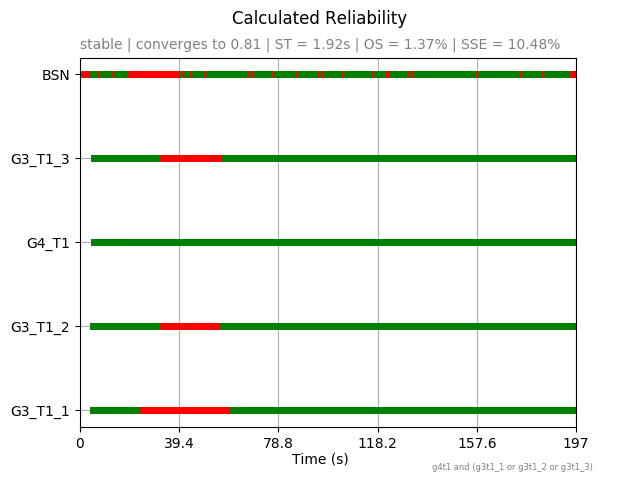 Calculated Reliability
stable | converges to 0.81 | ST = 1.92s | OS = 1.37% | SSE = 10.48%
BSN
G3_T1_3
G4_T1
G3_T1_2
G3_T1_1
0 39.4 78.8 118.2 157.6 197
Time (s)
g4t1 and (g3t1_1 or g3t1_2 or g3t1_3)